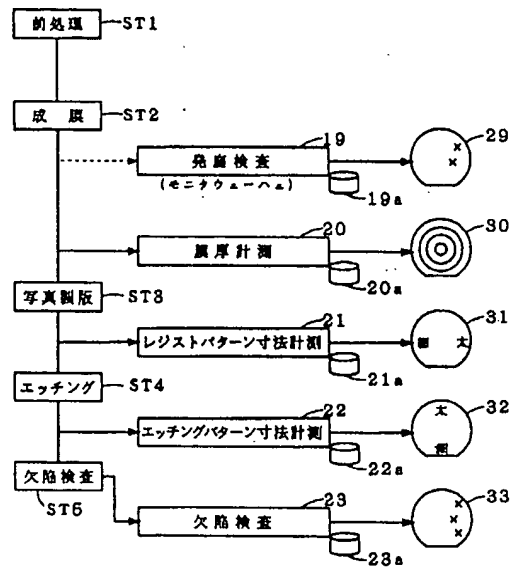 前処理 ST1
成膜 ST2
19
発塵検査
(モニタウェーハ)
19a
29
20
膜厚計測
20a
30
写真製版 ST3
21
レジストパターン寸法計測
21a
31
細 太
エッチング ST4
22
エッチングパターン寸法計測
22a
32
太
細
欠陥検査
ST5
23
欠陥検査
23a
33